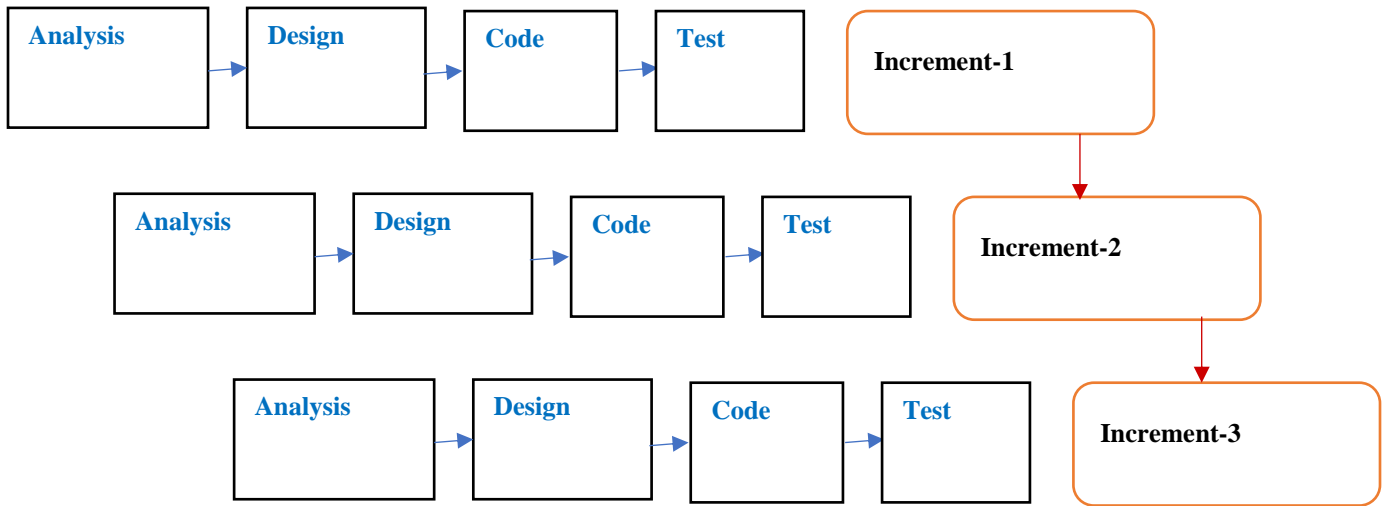 Analysis Design Code Test Increment-1
Analysis Design Code Test Increment-2
Analysis Design Code Test Increment-3